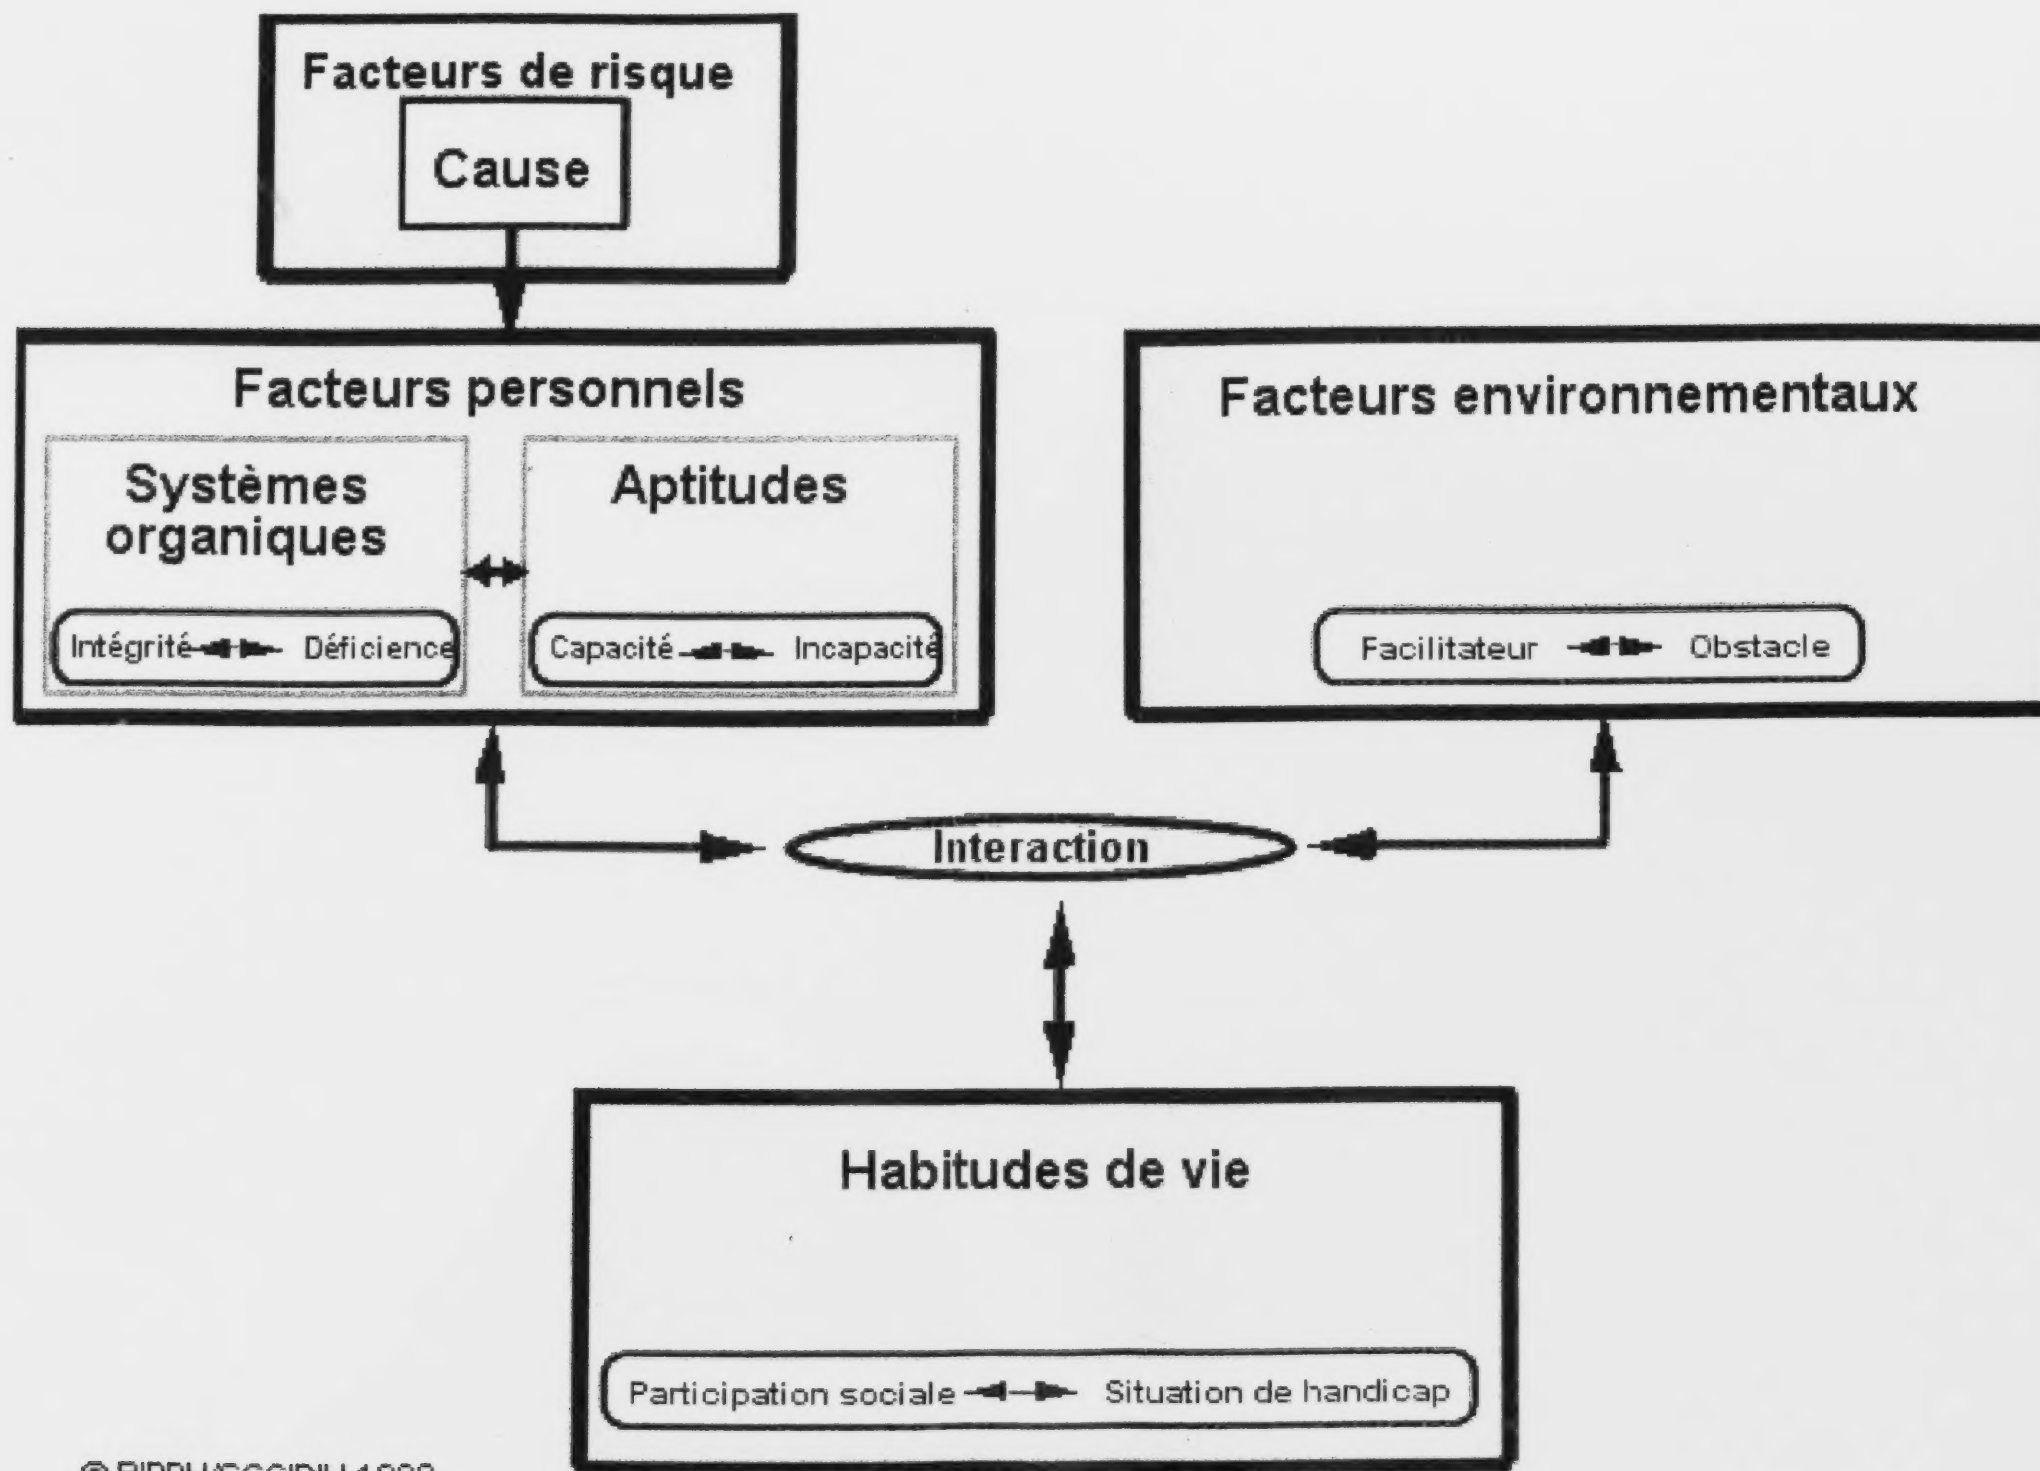 Facteurs de risque
Cause
Facteurs personnels
Systèmes
organiques
Aptitudes
Intégrité Déficience
Capacité Incapacité
Facteurs environnementaux
Facilitateur Obstacle
Interaction
Habitudes de vie
Participation sociale Situation de handicap